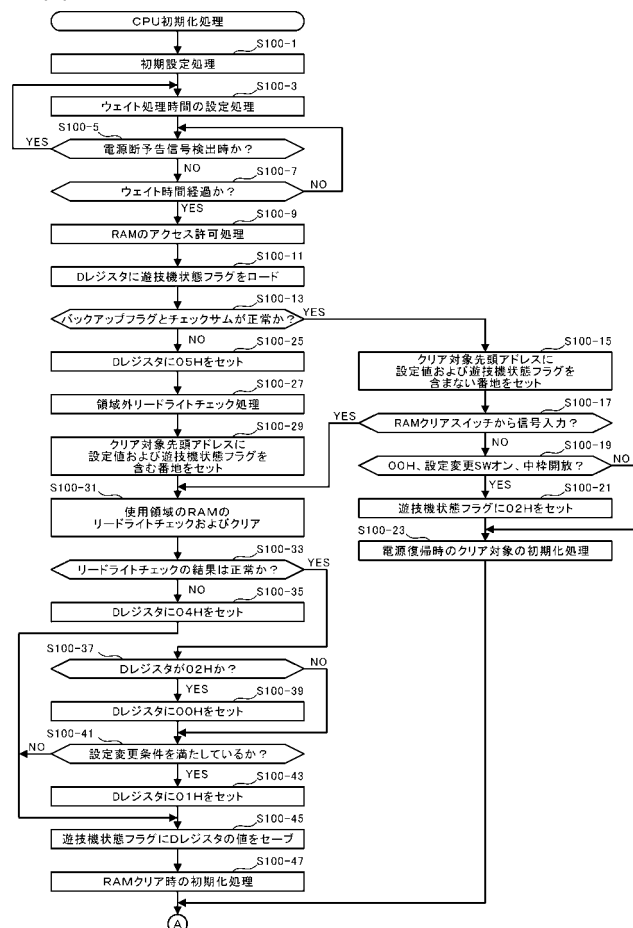 CPU初期化処理
S100-1
初期設定処理
S100-3
ウェイト処理時間の設定処理
S100-5
YES
電源断予告信号検出時か?
NO
S100-7
ウェイト時間経過か?
NO
YES
S100-9
RAMのアクセス許可処理
S100-11
Dレジスタに遊技機状態フラグをロード
S100-13
バックアップフラグとチェックサムが正常か?
YES
NO
S100-25
Dレジスタに05Hをセット
S100-27
領域外リードライトチェック処理
S100-29
クリア対象先頭アドレスに
設定値および遊技機状態フラグを
含む番地をセット
S100-31
使用領域のRAMの
リードライトチェックおよびクリア
S100-33
リードライトチェックの結果は正常か?
YES
NO
S100-35
Dレジスタに04Hをセット
S100-37
Dレジスタが02Hか?
NO
YES
S100-39
Dレジスタに00Hをセット
S100-41
NO
設定変更条件を満たしているか?
YES
S100-43
Dレジスタに01Hをセット
S100-45
遊技機状態フラグにDレジスタの値をセーブ
S100-47
RAMクリア時の初期化処理
A
S100-15
クリア対象先頭アドレスに
設定値および遊技機状態フラグを
含まない番地をセット
S100-17
YES
RAMクリアスイッチから信号入力?
NO
S100-19
00H、設定変更SWオン、中枠開放?
NO
YES
S100-21
遊技機状態フラグに02Hをセット
S100-23
電源復帰時のクリア対象の初期化処理